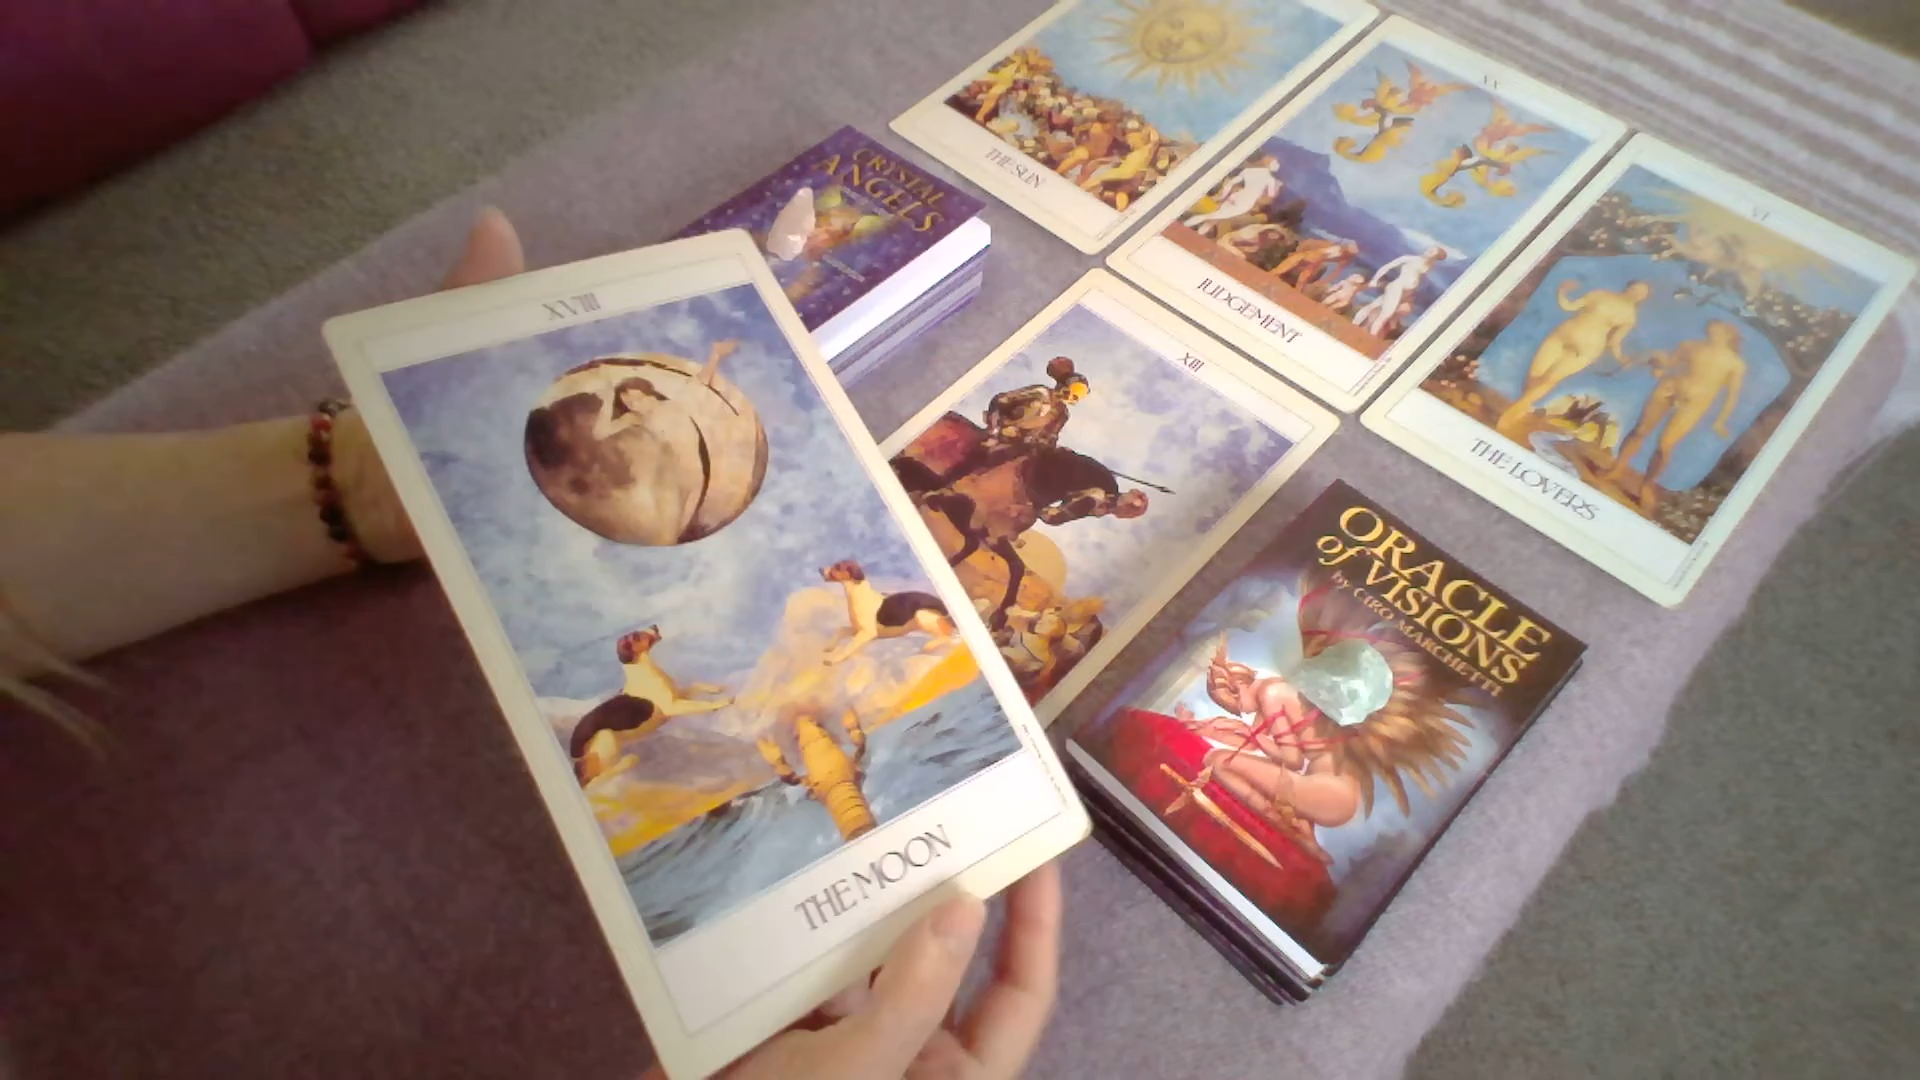 THE SUN
XX
JUDGEMENT
VI
THE LOVERS
CRYSTAL
ANGELS
XIII
XVIII
THE MOON
ORACLE
of VISIONS
by CIRO MARCHETTI